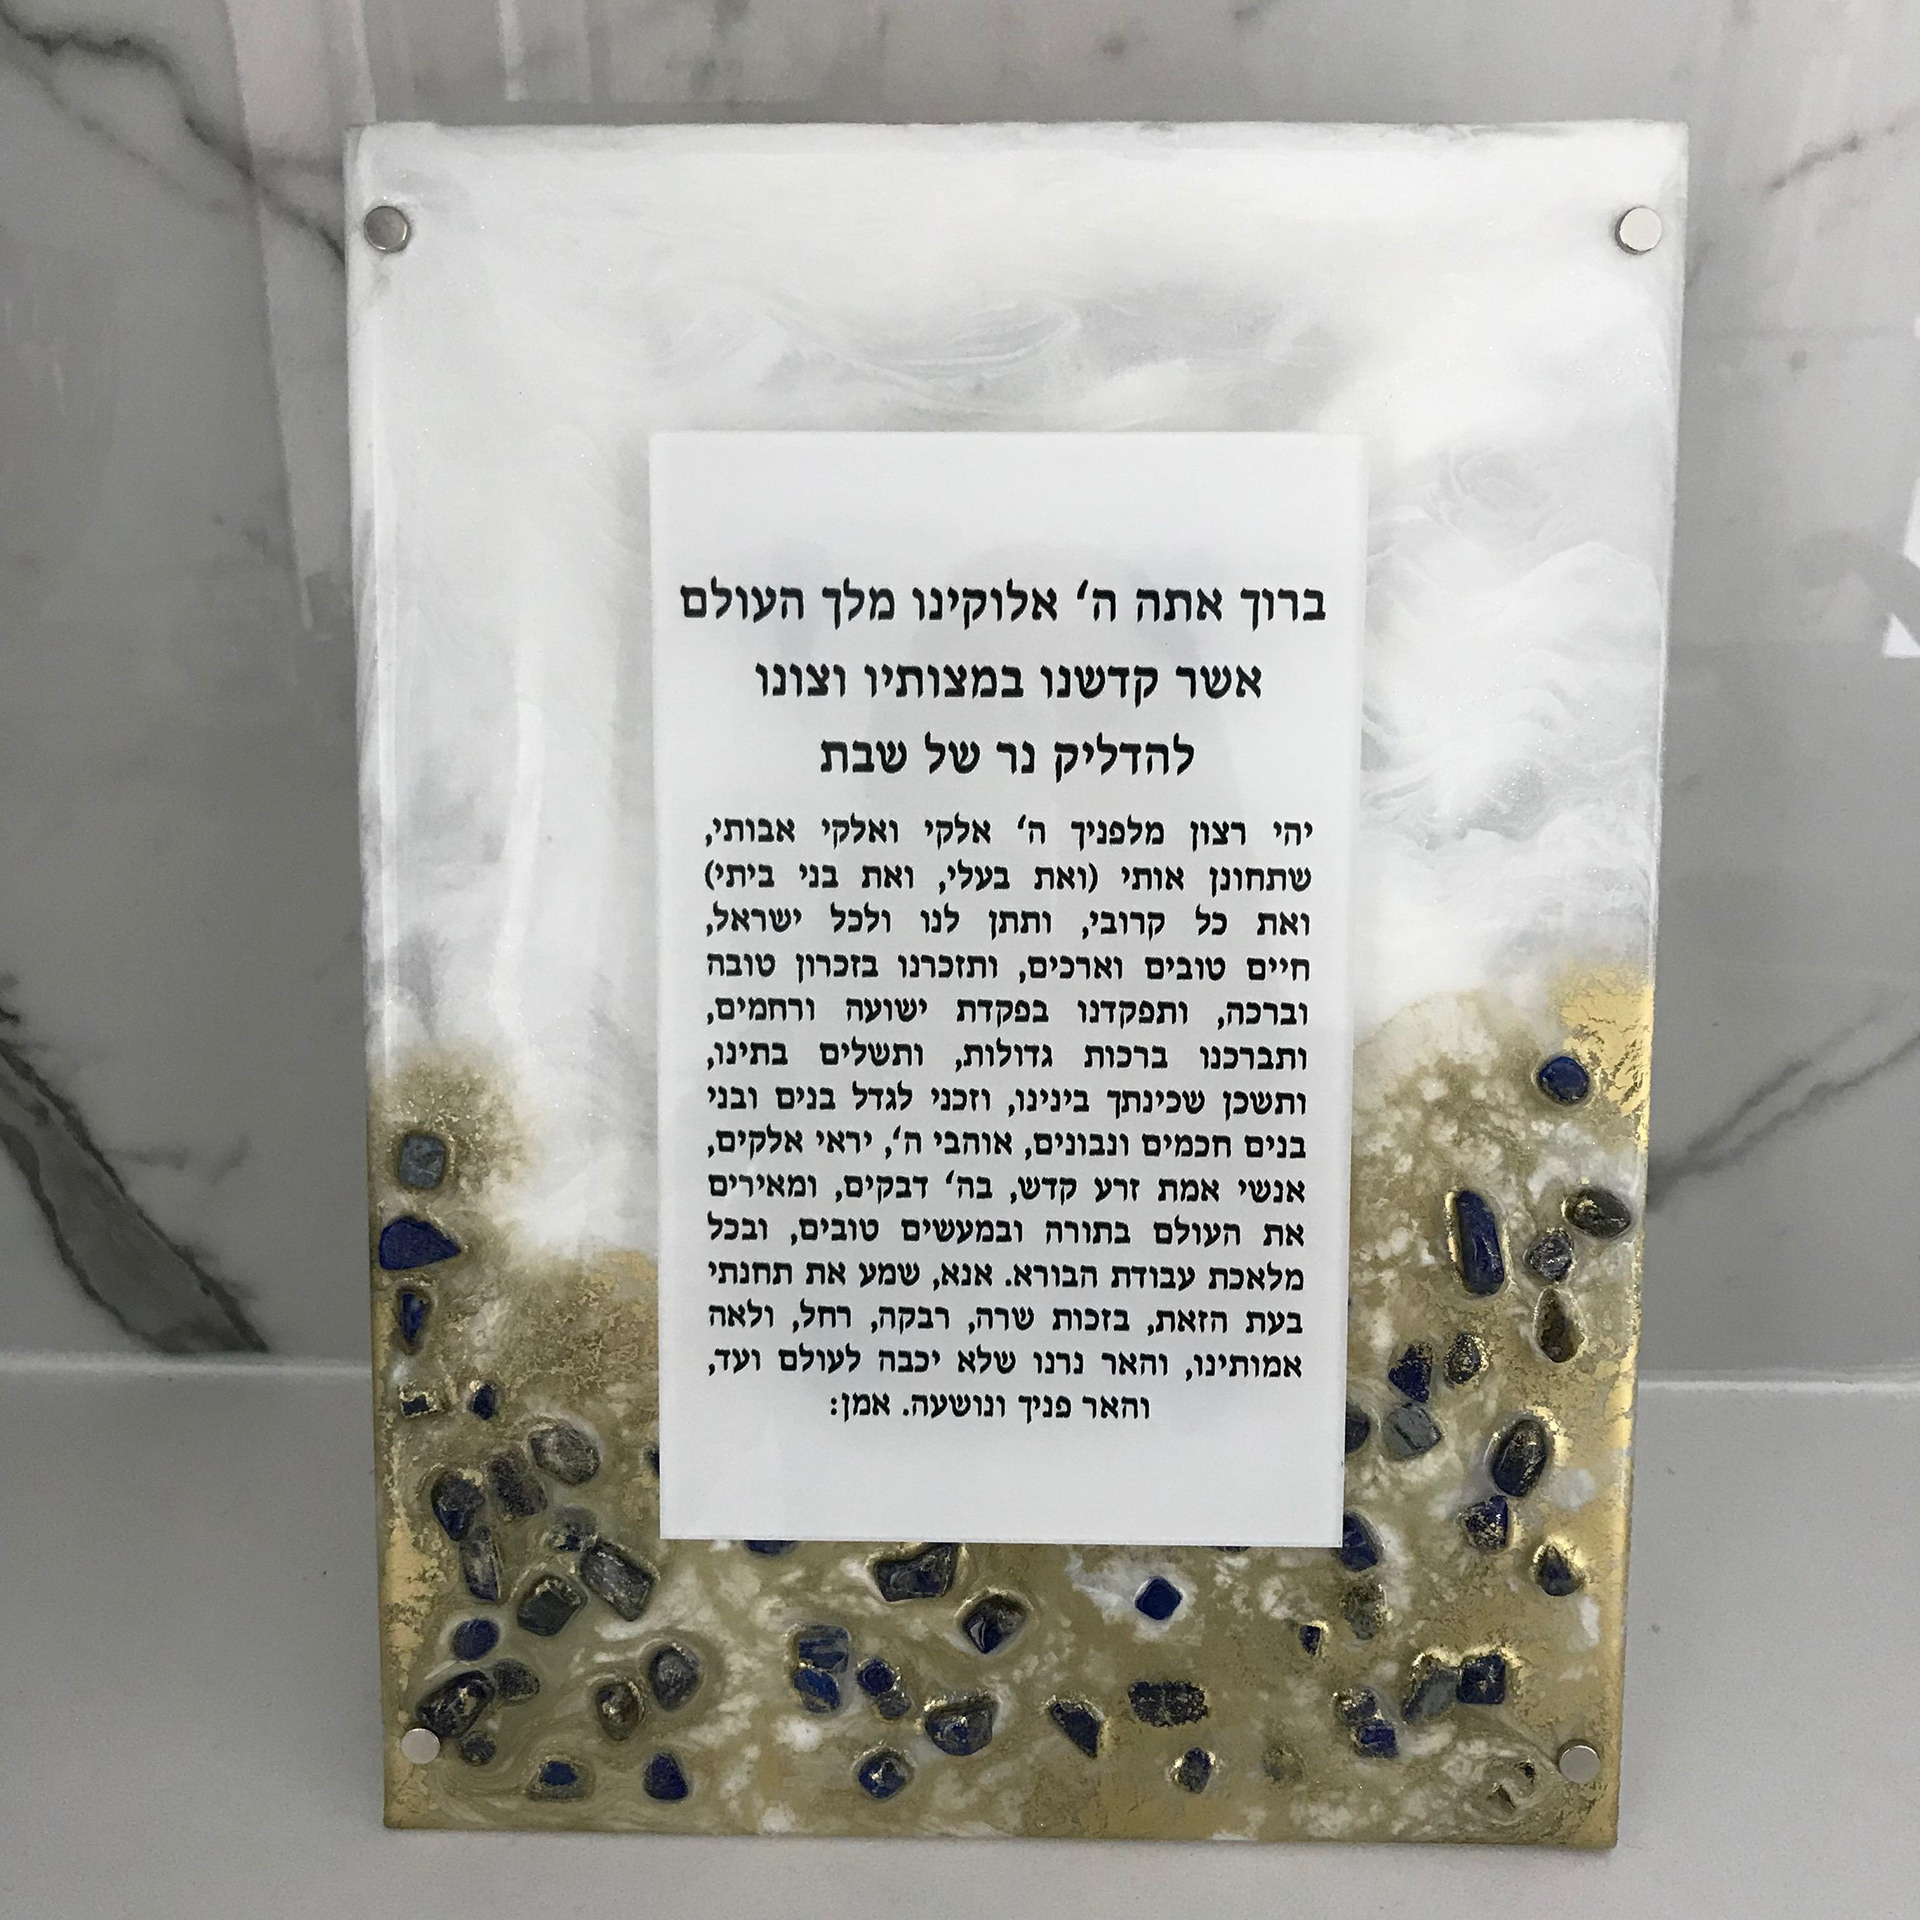 ברוך אתה ה' אלוקינו מלך העולם
אשר קדשנו במצותיו וצונו
להדליק נר של שבת
יהי רצון מלפניך ה' אלקי ואלקי אבותי,
שתחונן אותי (ואת בעלי, ואת בני ביתי)
ואת כל קרובי, ותתן לנו ולכל ישראל,
חיים טובים וארכים, ותזכרנו בזכרון טובה
וברכה, ותפקדנו בפקדת ישועה ורחמים,
ותברכנו ברכות גדולות, ותשלים בתינו,
ותשכן שכינתך בינינו, וזכני לגדל בנים ובני
בנים חכמים ונבונים, אוהבי ה', יראי אלקים,
אנשי אמת זרע קדש, בה' דבקים, ומאירים
את העולם בתורה ובמעשים טובים, ובכל
מלאכת עבודת הבורא. אנא, שמע את תחנתי
בעת הזאת, בזכות שרה, רבקה, רחל, ולאה
אמותינו, והאר נרנו שלא יכבה לעולם ועד,
והאר פניך ונושעה. אמן: